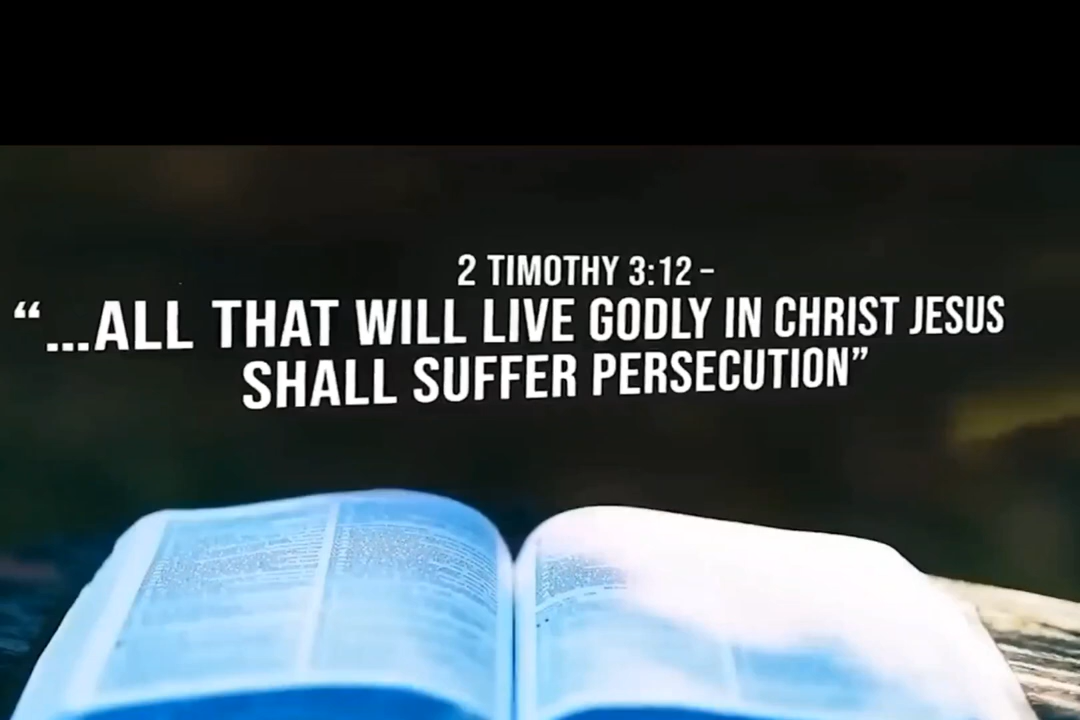 2 TIMOTHY 3:12 –
“...ALL THAT WILL LIVE GODLY IN CHRIST JESUS
SHALL SUFFER PERSECUTION”